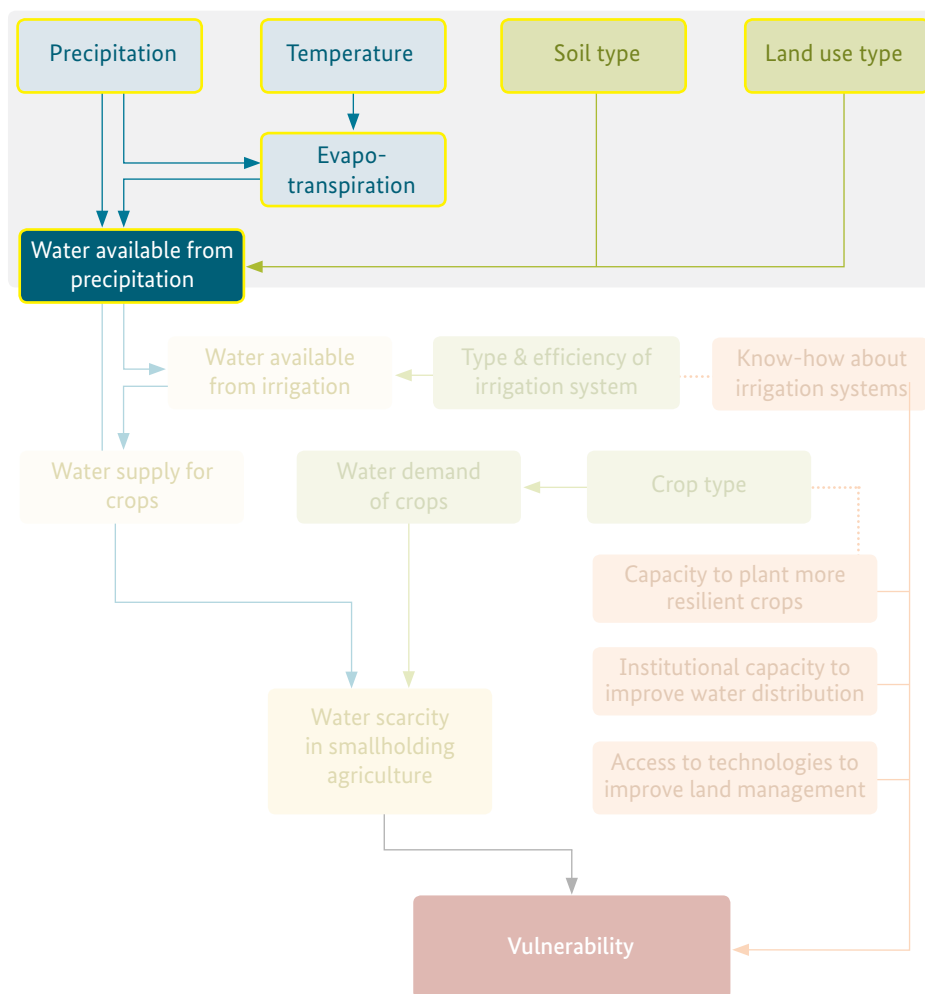 Precipitation
Temperature
Soil type
Land use type
Evapo-
transpiration
Water available from
precipitation
Water available
from irrigation
Type & efficiency of
irrigation system
Know-how about
irrigation systems
Water supply for
crops
Water demand
of crops
Crop type
Capacity to plant more
resilient crops
Institutional capacity to
improve water distribution
Water scarcity
in smallholding
agriculture
Access to technologies to
improve land management
Vulnerability